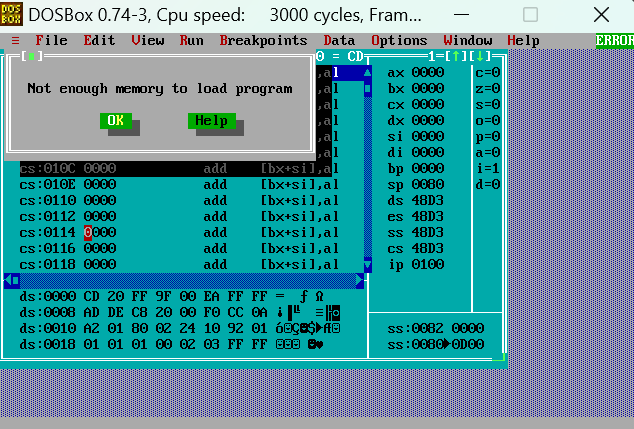 DOSBox 0.74-3, Cpu speed: 3000 cycles, Fram...
≡ File Edit View Run Breakpoints Data Options Window Help ERROR
0 = CD 1=[↑][↓]
Not enough memory to load program
OK Help
,al
,al
,al
,al
,al
,al
cs:010C 0000 add [bx+si],al
cs:010E 0000 add [bx+si],al
cs:0110 0000 add [bx+si],al
cs:0112 0000 add [bx+si],al
cs:0114 0000 add [bx+si],al
cs:0116 0000 add [bx+si],al
cs:0118 0000 add [bx+si],al
ax 0000 c=0
bx 0000 z=0
cx 0000 s=0
dx 0000 o=0
si 0000 p=0
di 0000 a=0
bp 0000 i=1
sp 0080 d=0
ds 48D3
es 48D3
ss 48D3
cs 48D3
ip 0100
ds:0000 CD 20 FF 9F 00 EA FF FF = ƒ Ω
ds:0008 AD DE C8 20 00 F0 CC 0A
ds:0010 A2 01 80 02 24 10 92 01 ó☺Ç☻$►Æ☺
ds:0018 01 01 01 00 02 03 FF FF ☺☺☺ ☻♥
ss:0082 0000
ss:0080►0D00